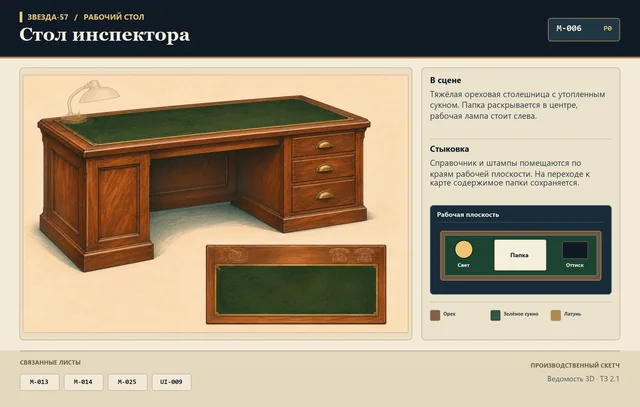 ЗВЕЗДА-57 / РАБОЧИЙ СТОЛ
Стол инспектора
M-006 P0
В сцене
Тяжёлая ореховая столешница с утопленным
сукном. Папка раскрывается в центре,
рабочая лампа стоит слева.
Стыковка
Справочник и штампы помещаются по
краям рабочей плоскости. На переходе к
карте содержимое папки сохраняется.
Рабочая плоскость
Свет
Папка
Оттиск
Орех
Зелёное сукно
Латунь
СВЯЗАННЫЕ ЛИСТЫ
M-013
M-014
M-025
UI-009
ПРОИЗВОДСТВЕННЫЙ СКЕТЧ
Ведомость 3D · ТЗ 2.1